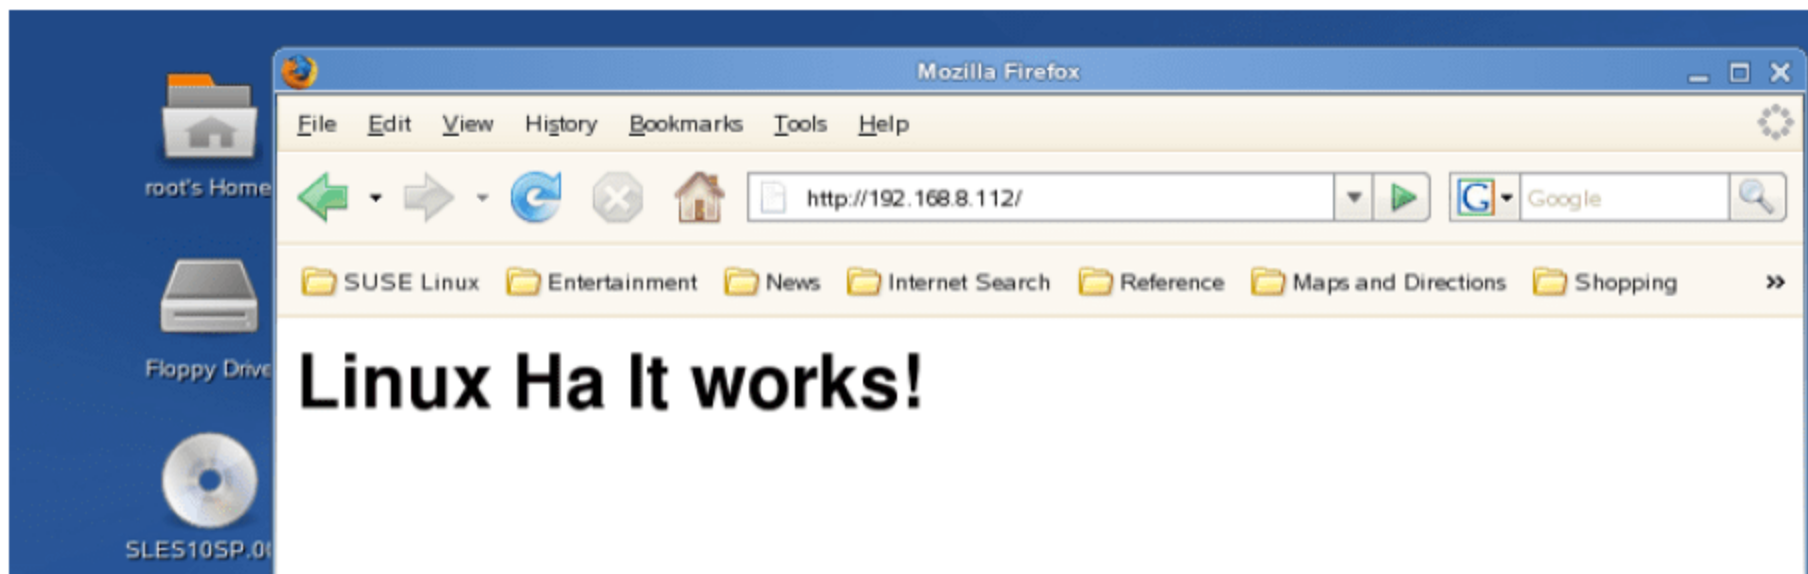 Mozilla Firefox
File Edit View History Bookmarks Tools Help
root's Home
http://192.168.8.112/
G Google
SUSE Linux Entertainment News Internet Search Reference Maps and Directions Shopping »
Linux Ha It works!
Floppy Drive
SLES10SP.0